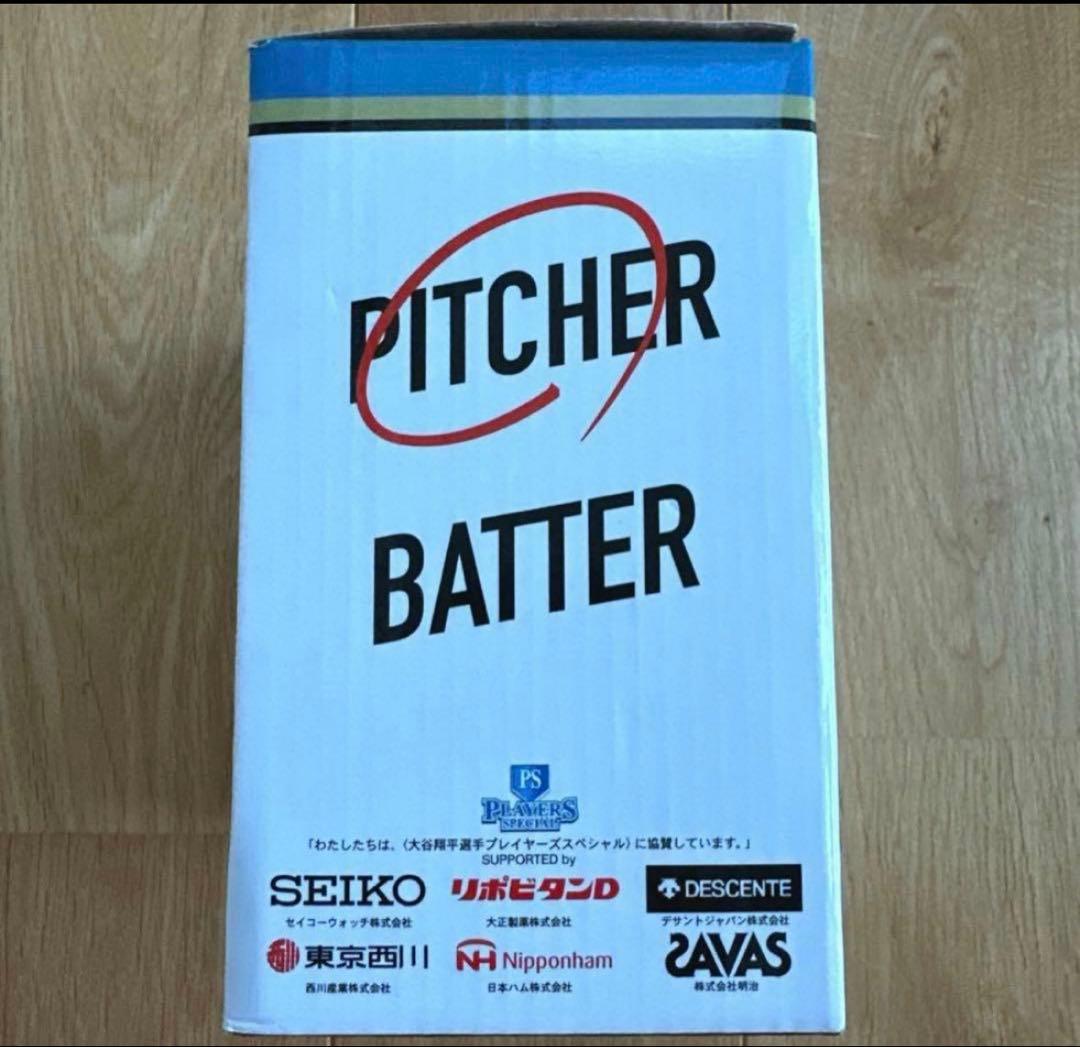 PITCHER
BATTER
PS
PLAYERS
SPECIAL
「わたしたちは、〈大谷翔平選手プレイヤーズスペシャル〉に協賛しています。」
SUPPORTED by
SEIKO リポビタンD DESCENTE
セイコーウォッチ株式会社 大正製薬株式会社 デサントジャパン株式会社
西川 東京西川 NH Nipponham SAVAS
西川産業株式会社 日本ハム株式会社 株式会社明治